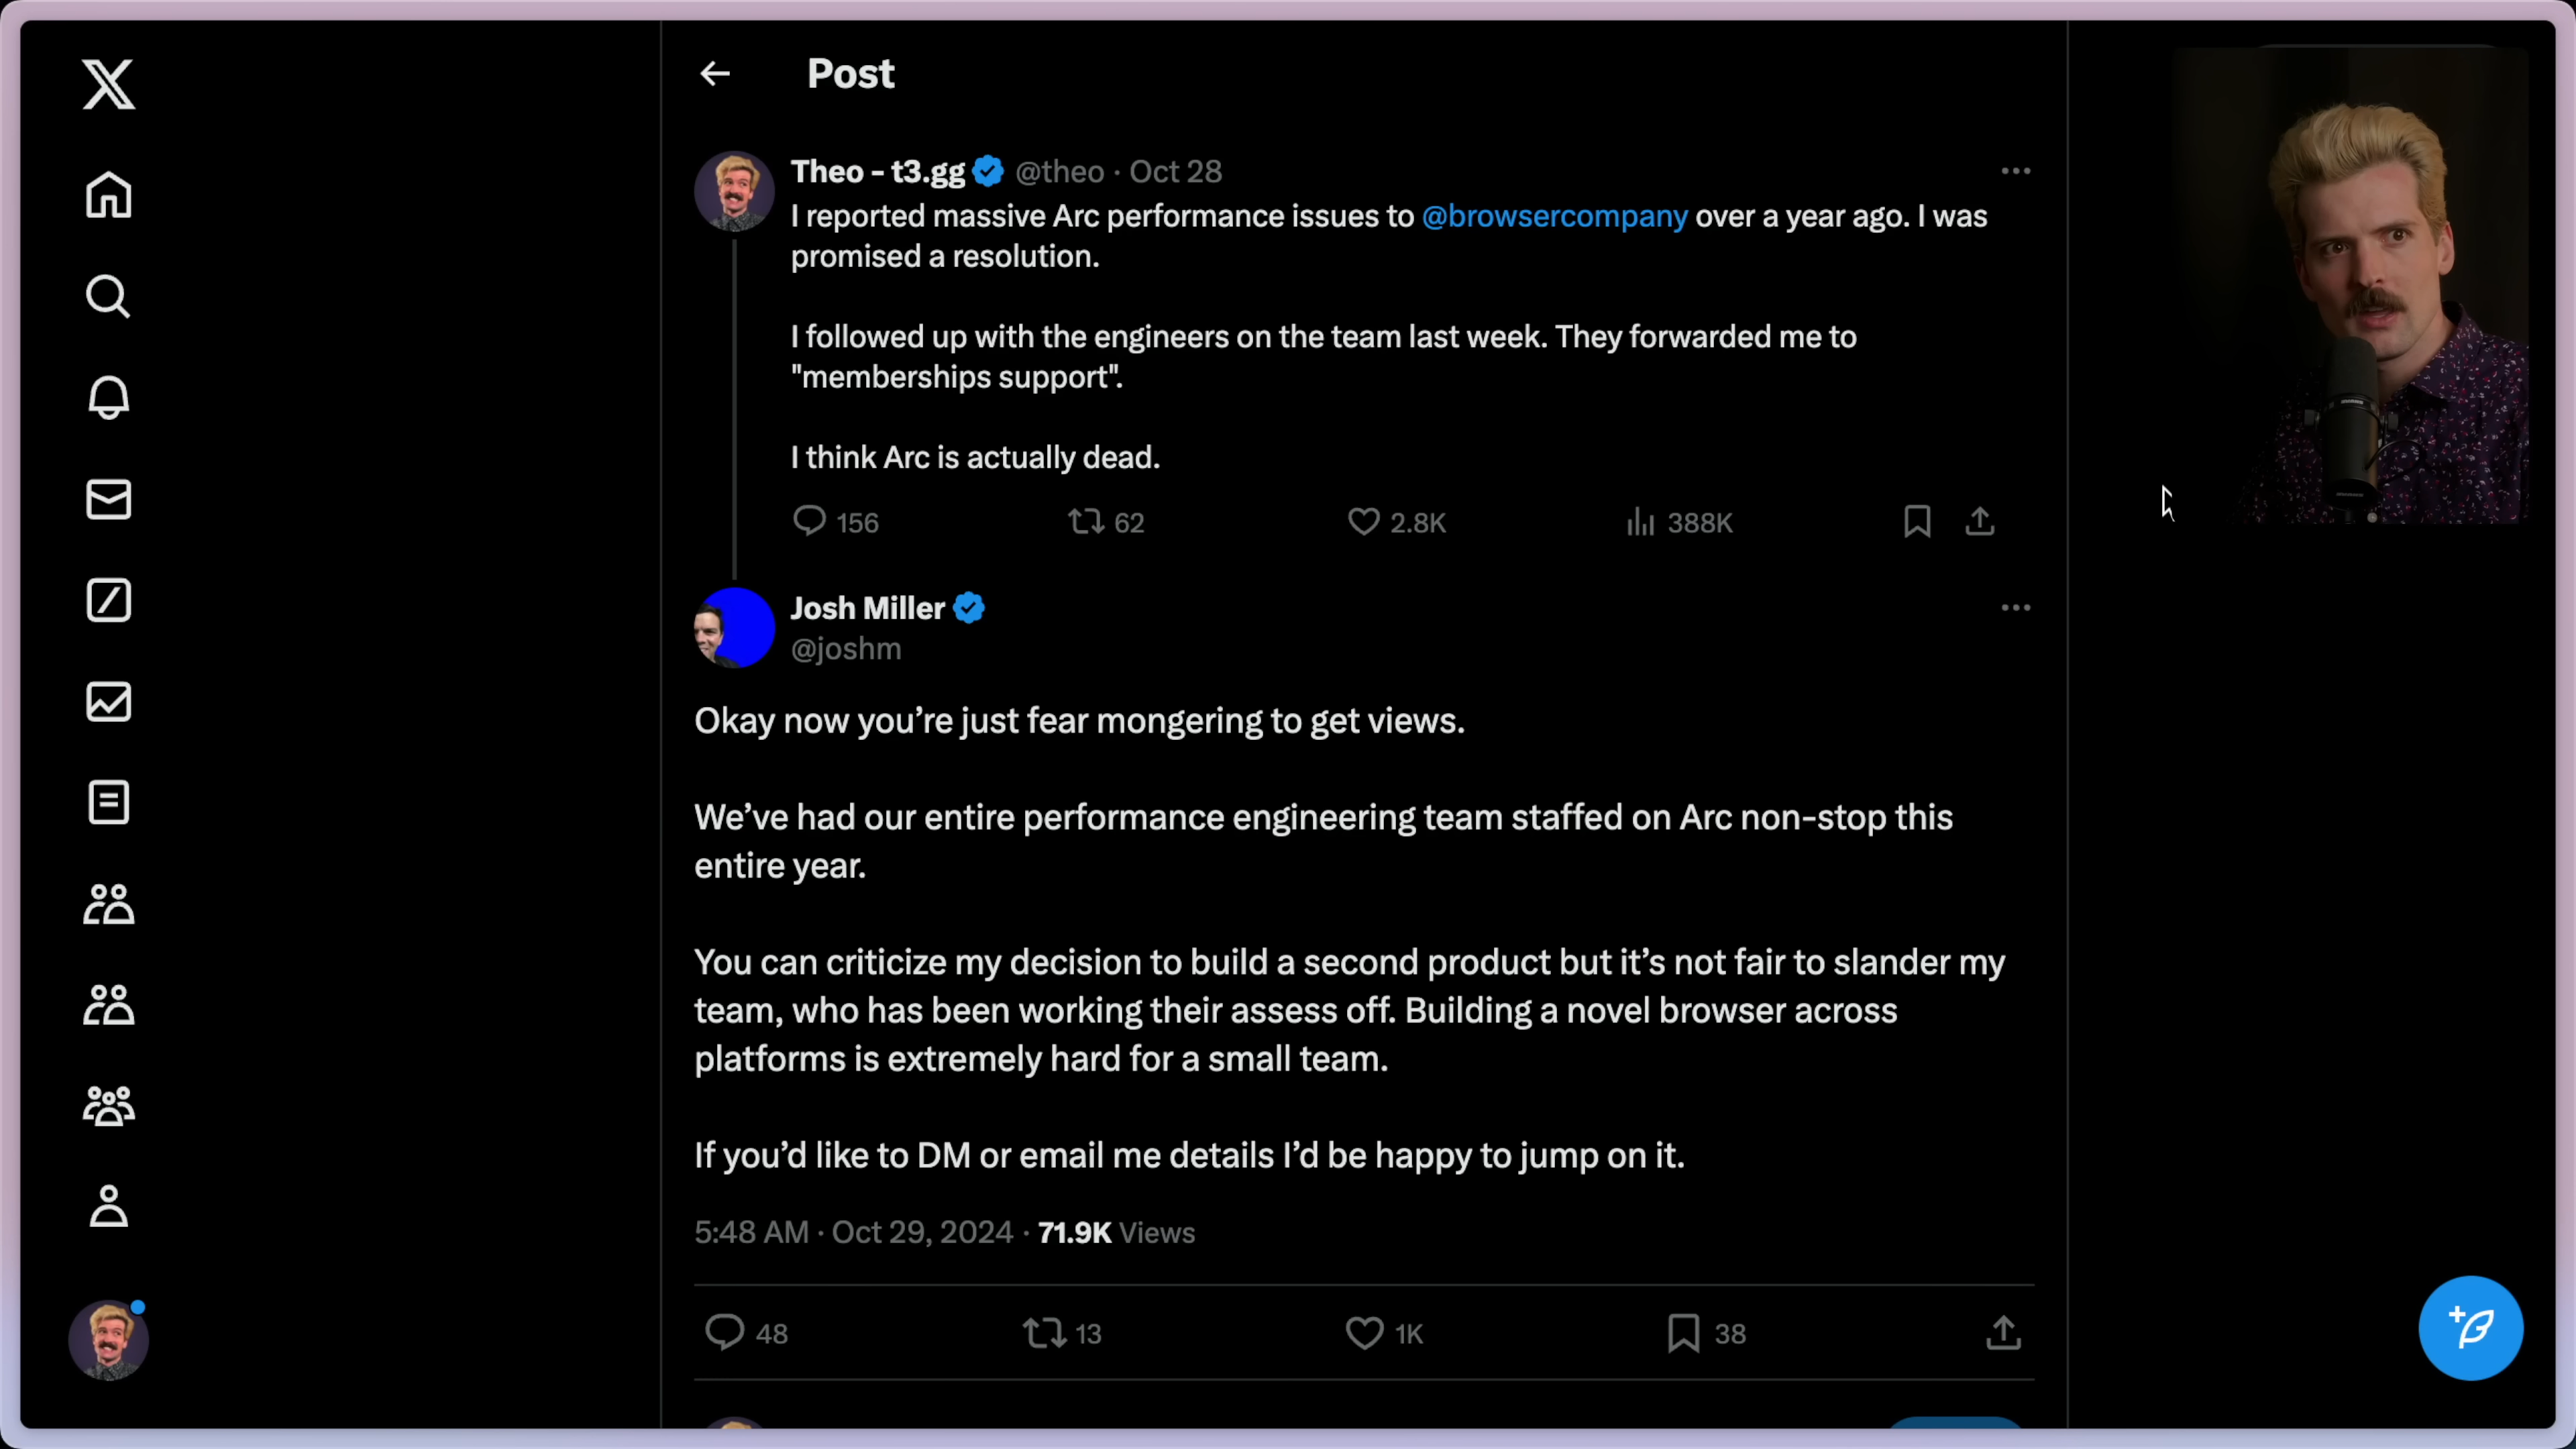 Post
Theo - t3.gg @theo · Oct 28
I reported massive Arc performance issues to @browsercompany over a year ago. I was
promised a resolution.
I followed up with the engineers on the team last week. They forwarded me to
"memberships support".
I think Arc is actually dead.
156 62 2.8K 388K
Josh Miller
@joshm
Okay now you’re just fear mongering to get views.
We’ve had our entire performance engineering team staffed on Arc non-stop this
entire year.
You can criticize my decision to build a second product but it’s not fair to slander my
team, who has been working their assess off. Building a novel browser across
platforms is extremely hard for a small team.
If you’d like to DM or email me details I’d be happy to jump on it.
5:48 AM · Oct 29, 2024 · 71.9K Views
48 13 1K 38